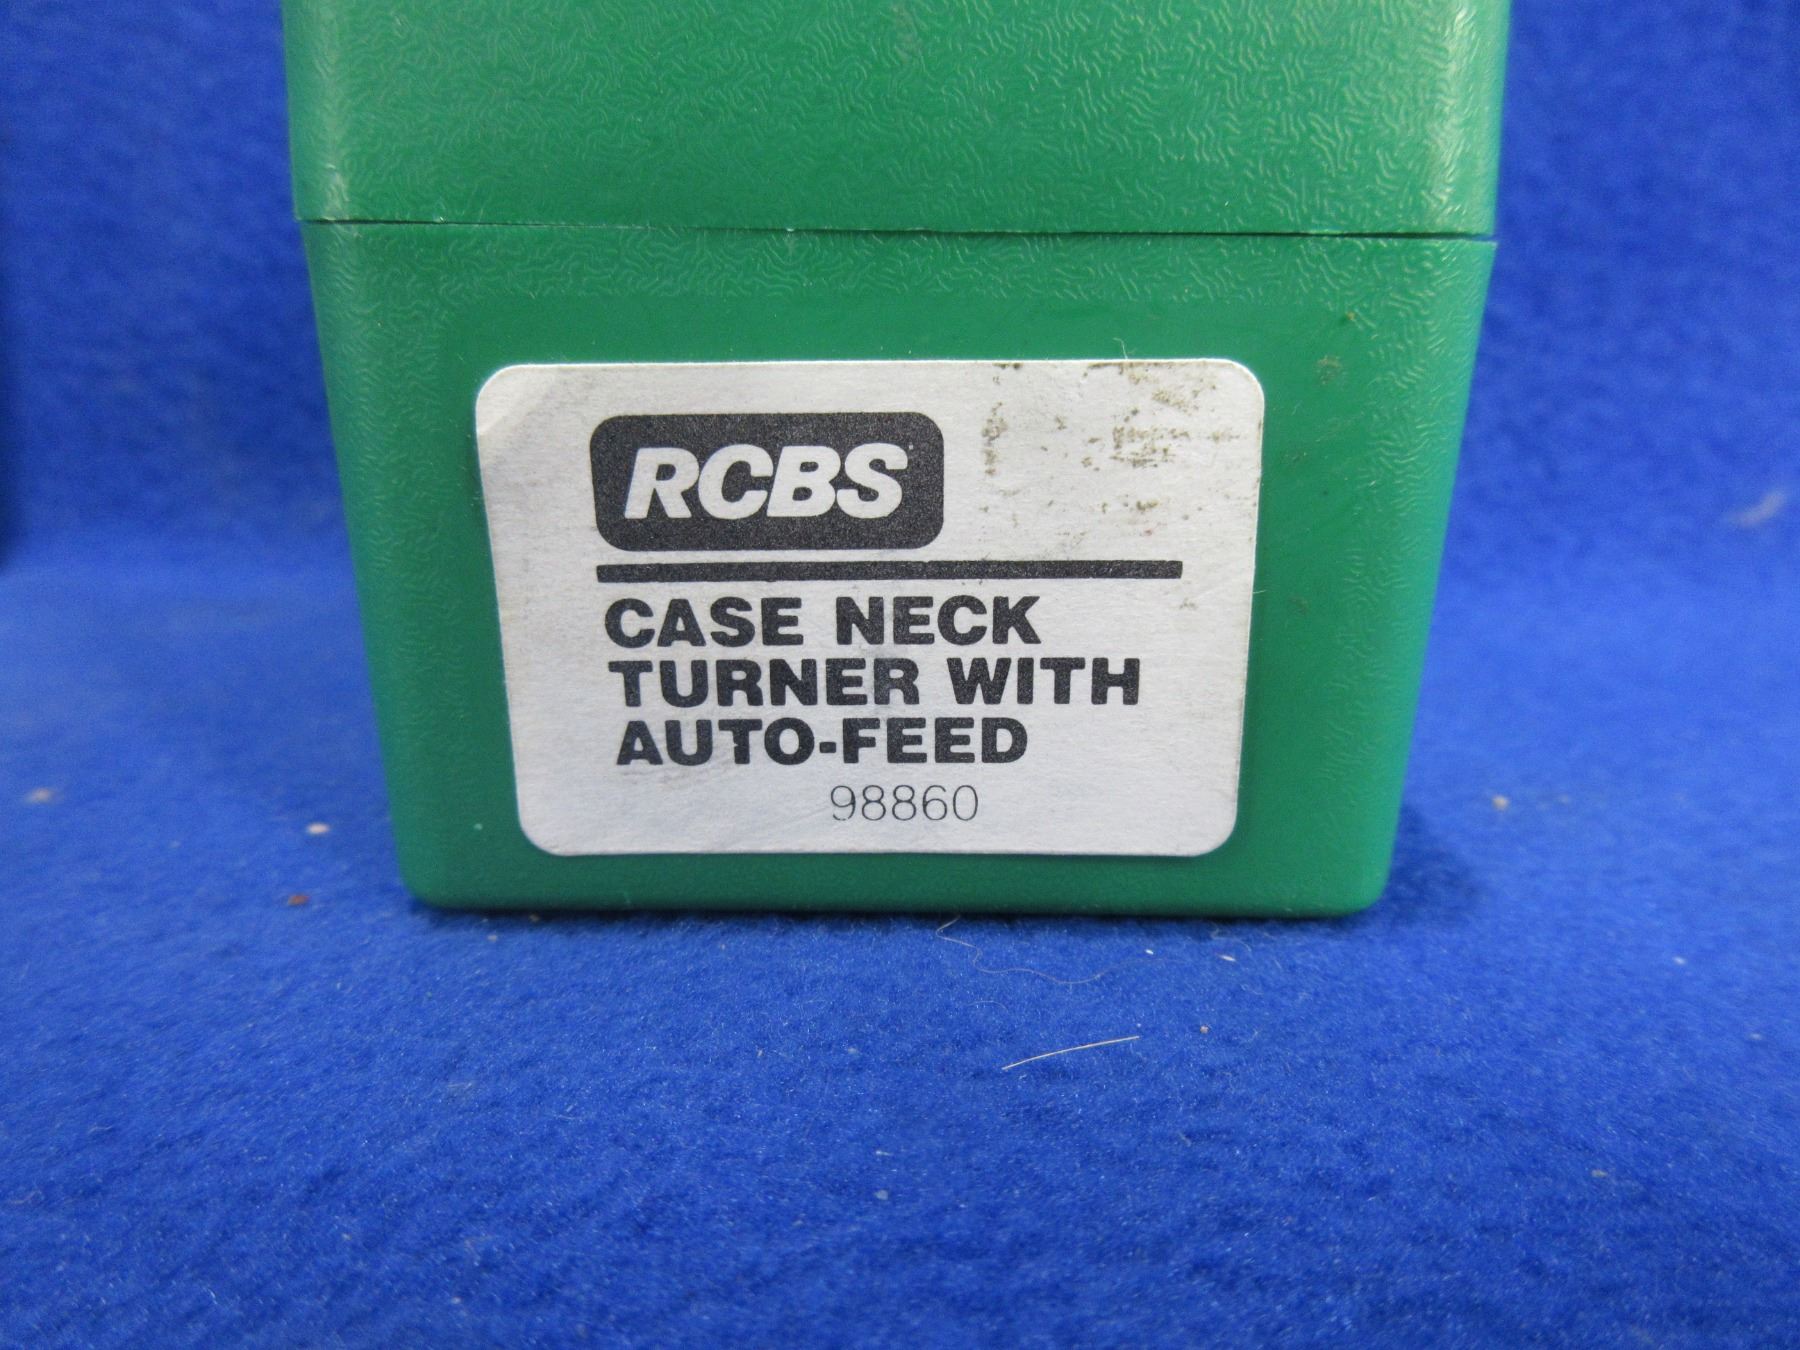 RCBS
CASE NECK
TURNER WITH
AUTO-FEED
98860